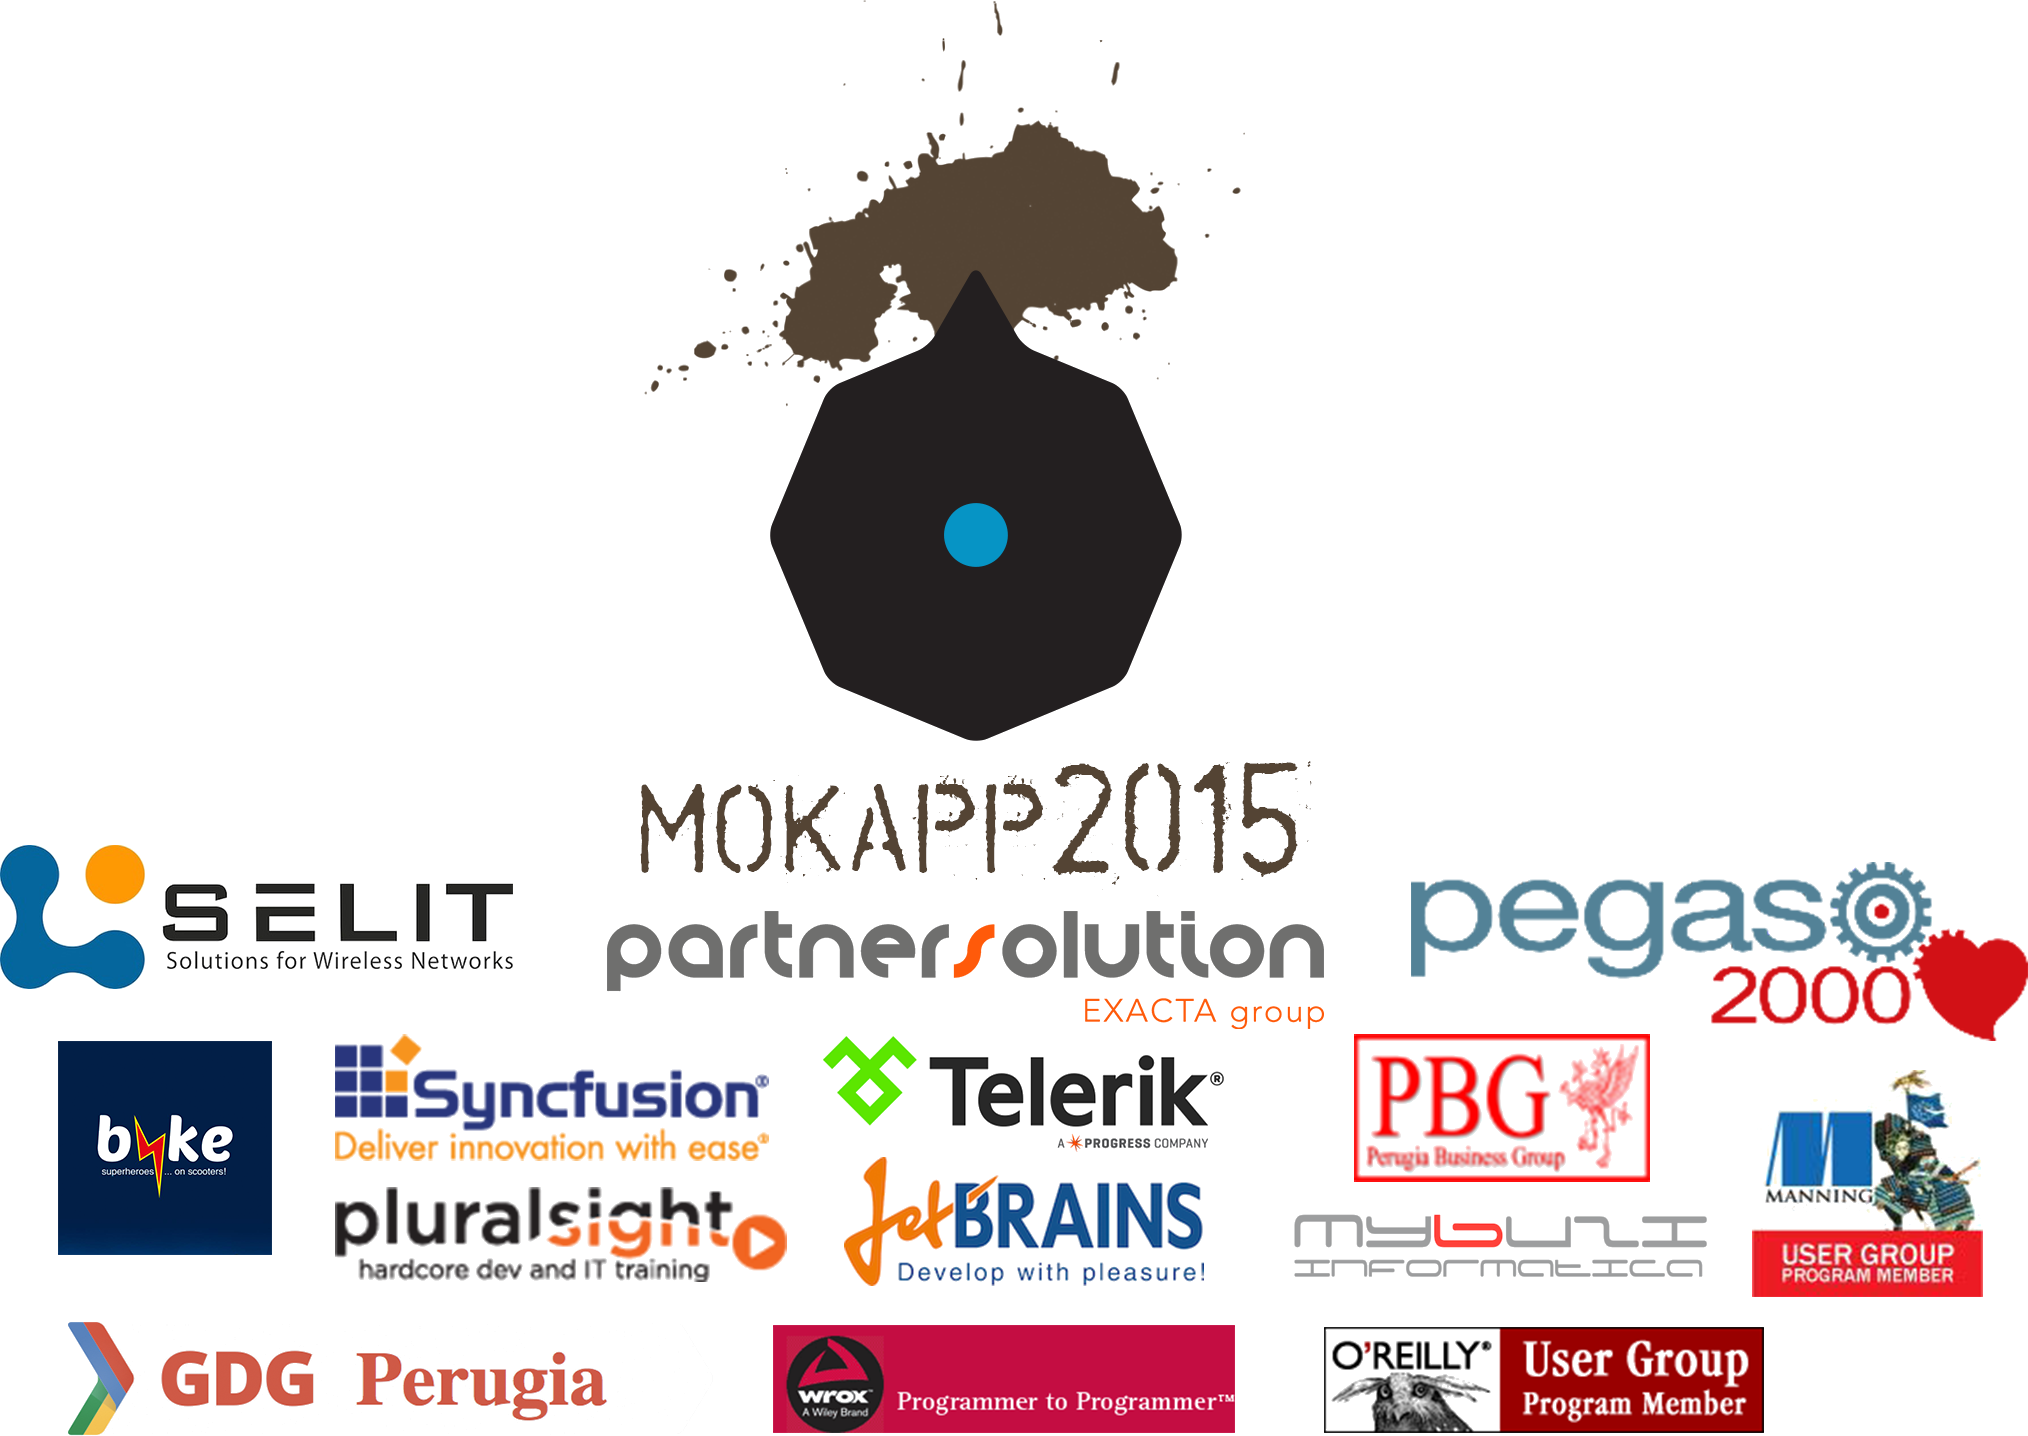 MOKAPP2015
SELIT
Solutions for Wireless Networks
partnersolution
EXACTA group
pegaso
2000
byke
superheroes ... on scooters!
Syncfusion®
Deliver innovation with ease®
Telerik®
A PROGRESS COMPANY
PBG
Perugia Business Group
MANNING
USER GROUP
PROGRAM MEMBER
pluralsight
hardcore dev and IT training
JetBRAINS
Develop with pleasure!
mybuzi
informatica
GDG Perugia
wrox™
A Wiley Brand
Programmer to Programmer™
O'REILLY®
User Group
Program Member